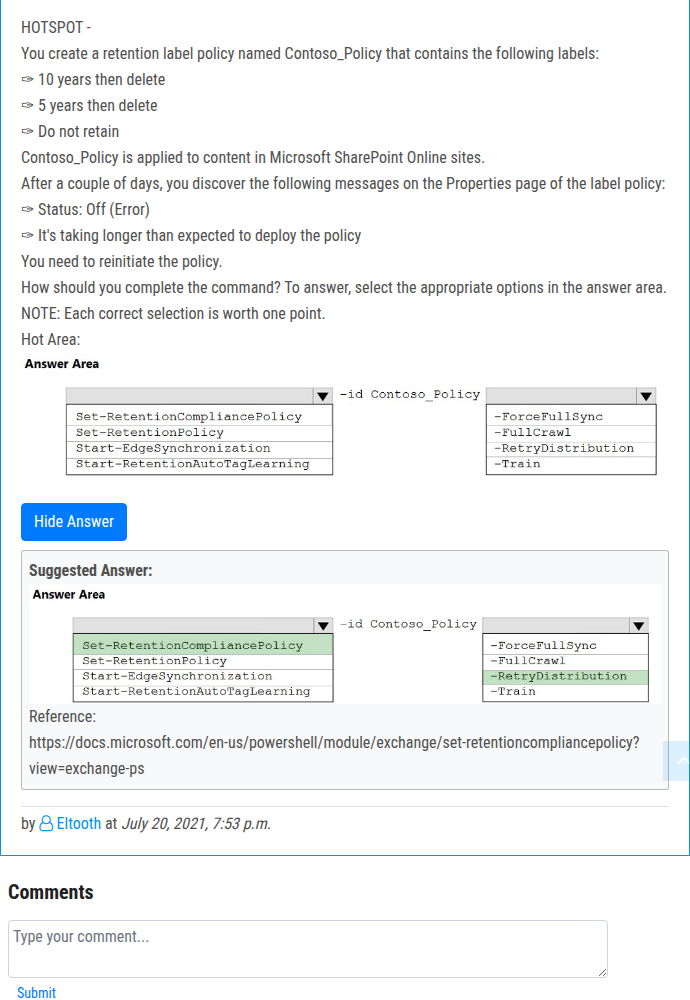 HOTSPOT -
You create a retention label policy named Contoso_Policy that contains the following labels:
✑ 10 years then delete
✑ 5 years then delete
✑ Do not retain
Contoso_Policy is applied to content in Microsoft SharePoint Online sites.
After a couple of days, you discover the following messages on the Properties page of the label policy:
✑ Status: Off (Error)
✑ It's taking longer than expected to deploy the policy
You need to reinitiate the policy.
How should you complete the command? To answer, select the appropriate options in the answer area.
NOTE: Each correct selection is worth one point.
Hot Area:
Answer Area
-id Contoso_Policy
Set-RetentionCompliancePolicy -ForceFullSync
Set-RetentionPolicy -FullCrawl
Start-EdgeSynchronization -RetryDistribution
Start-RetentionAutoTagLearning -Train
Hide Answer
Suggested Answer:
Answer Area
-id Contoso_Policy
Set-RetentionCompliancePolicy -ForceFullSync
Set-RetentionPolicy -FullCrawl
Start-EdgeSynchronization -RetryDistribution
Start-RetentionAutoTagLearning -Train
Reference:
https://docs.microsoft.com/en-us/powershell/module/exchange/set-retentioncompliancepolicy?
view=exchange-ps
by Eltooth at July 20, 2021, 7:53 p.m.
Comments
Type your comment...
Submit